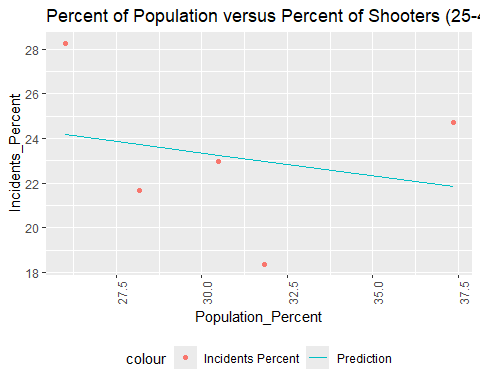 Percent of Population versus Percent of Shooters (25-4
Incidents_Percent
28
26
24
22
20
18
27.5
30.0
32.5
35.0
37.5
Population_Percent
colour Incidents Percent Prediction